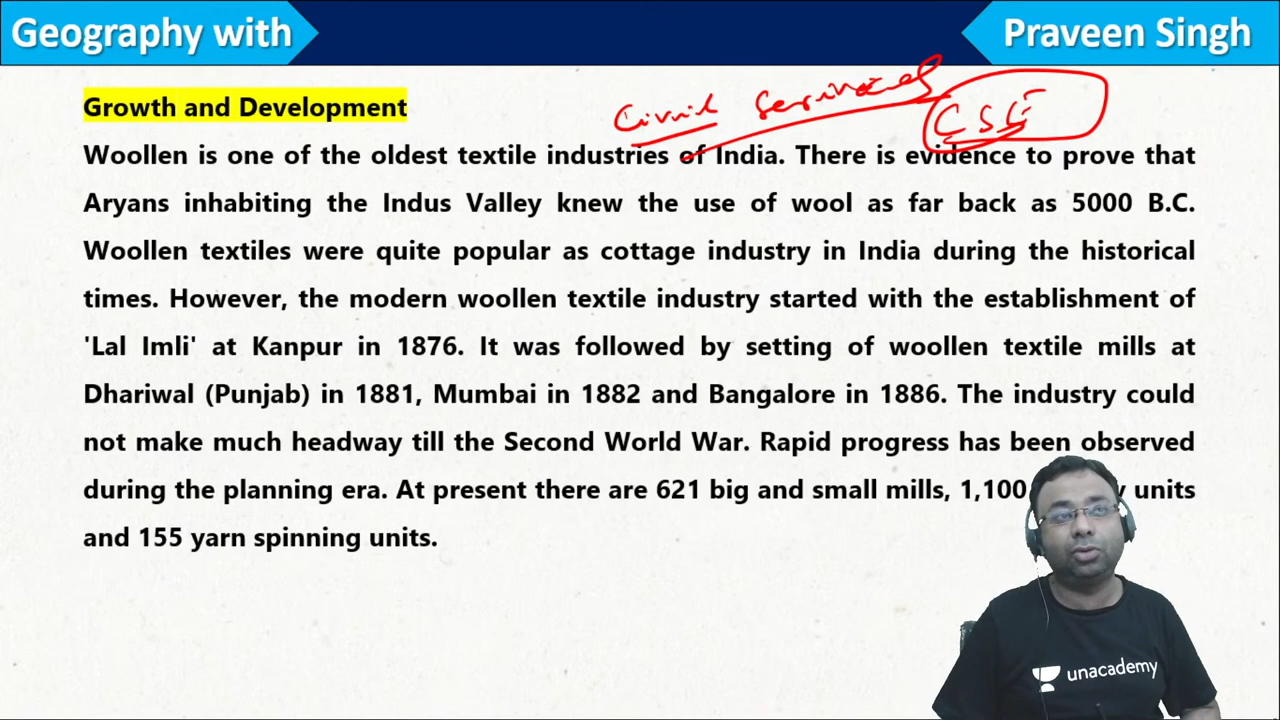 Geography with
Praveen Singh
Growth and Development
Civil Services
CSE
Woollen is one of the oldest textile industries of India. There is evidence to prove that
Aryans inhabiting the Indus Valley knew the use of wool as far back as 5000 B.C.
Woollen textiles were quite popular as cottage industry in India during the historical
times. However, the modern woollen textile industry started with the establishment of
'Lal Imli' at Kanpur in 1876. It was followed by setting of woollen textile mills at
Dhariwal (Punjab) in 1881, Mumbai in 1882 and Bangalore in 1886. The industry could
not make much headway till the Second World War. Rapid progress has been observed
during the planning era. At present there are 621 big and small mills, 1,100 units
and 155 yarn spinning units.
unacademy